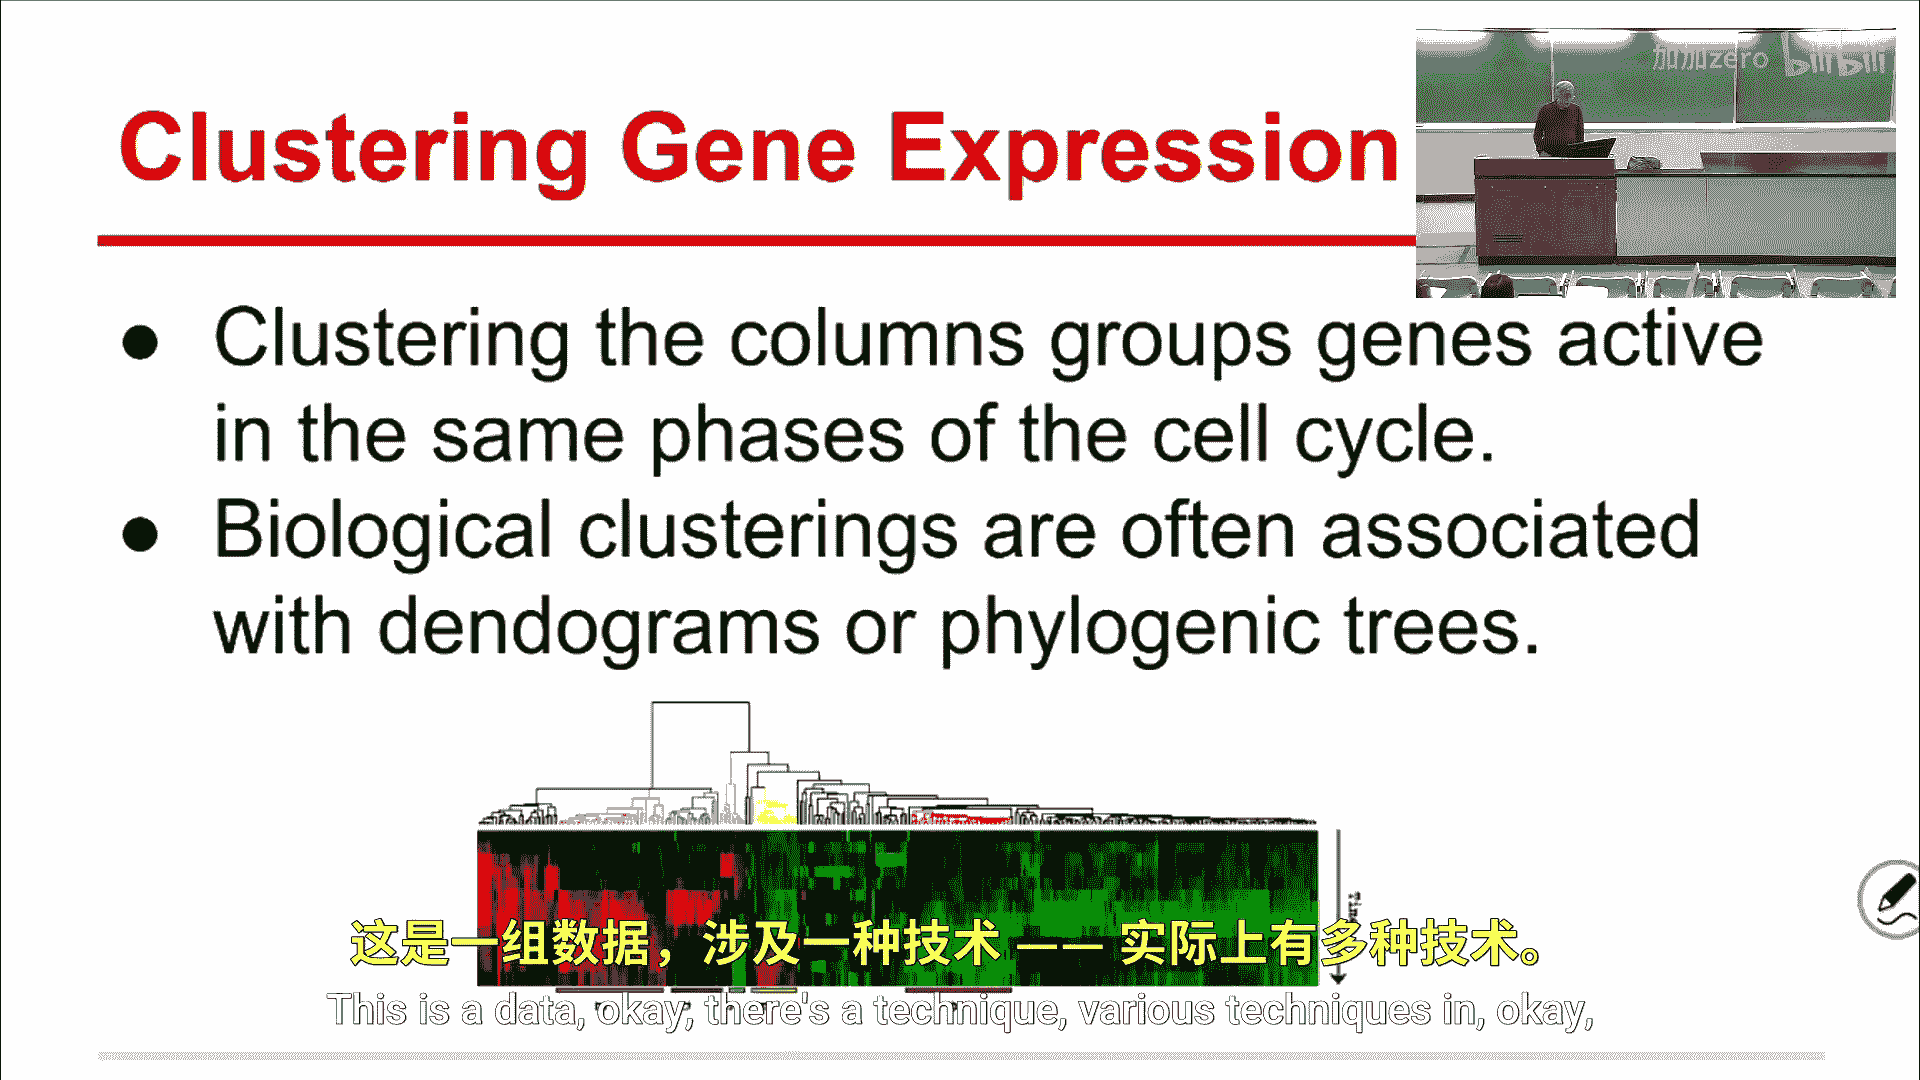 加加zero bilibili
Clustering Gene Expression
● Clustering the columns groups genes active
in the same phases of the cell cycle.
● Biological clusterings are often associated
with dendograms or phylogenic trees.
这是一组数据，涉及一种技术 —— 实际上有多种技术。
This is a data, okay, there's a technique, various techniques in, okay,